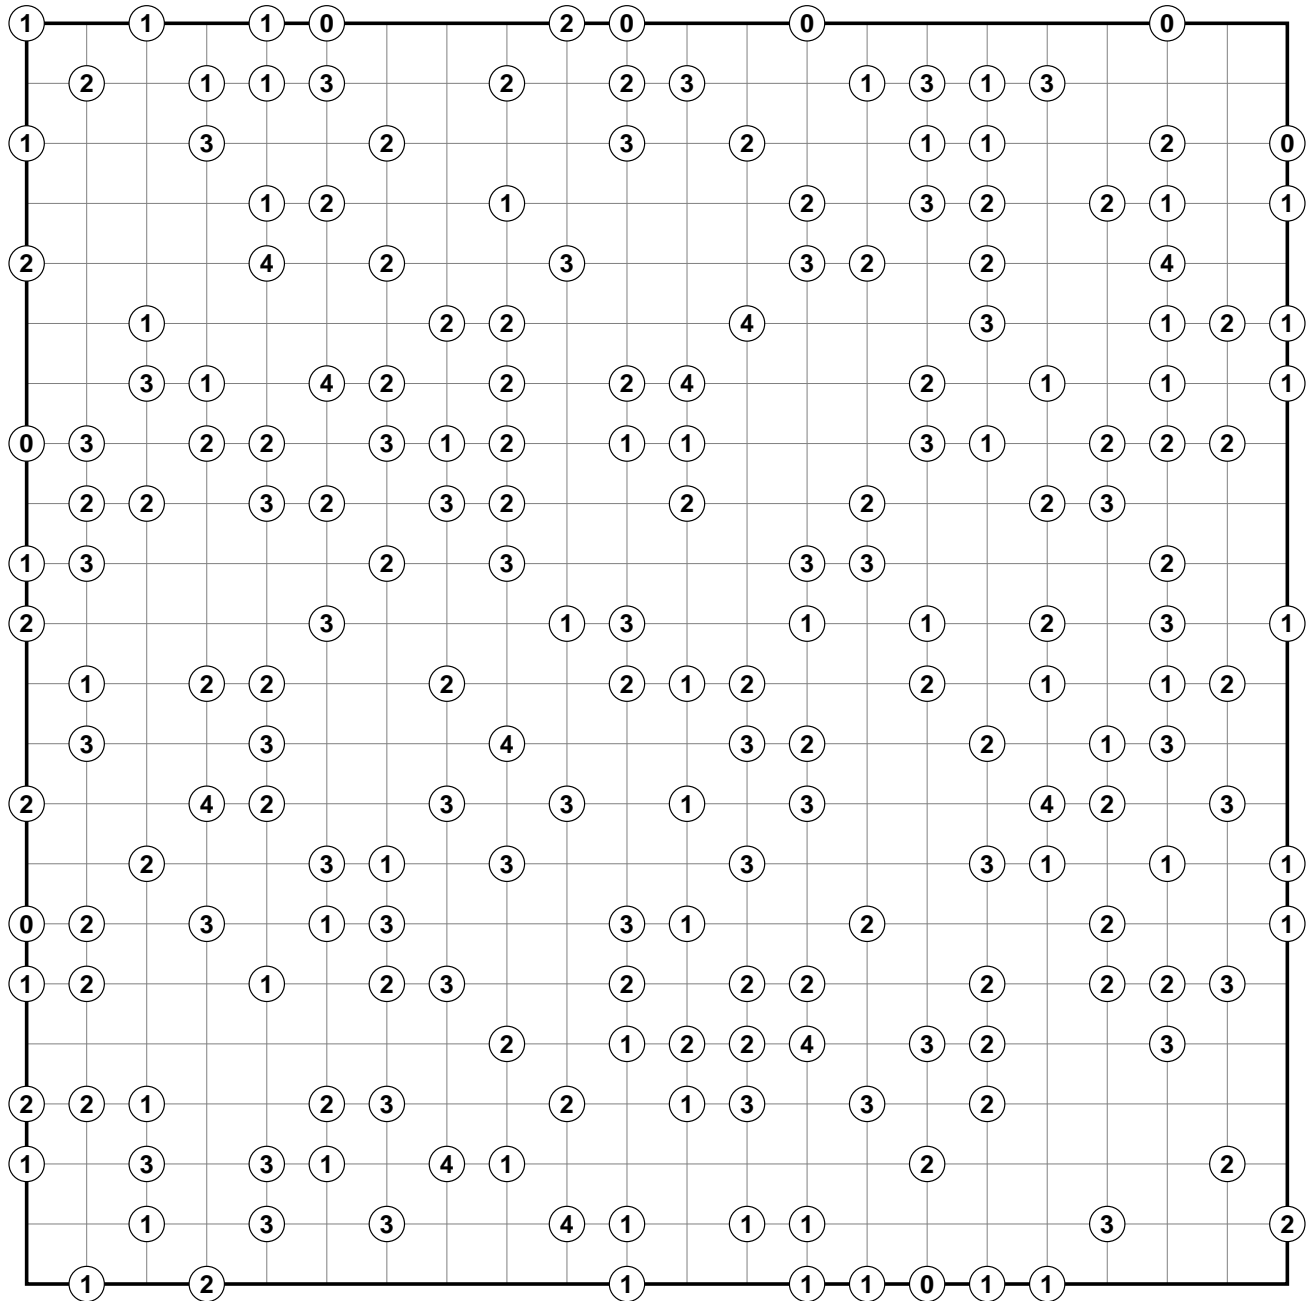 1 1 1 0 2 0 0 0
2 1 1 3 2 2 3 1 3 1 3
1 3 2 3 2 1 1 2 0
1 2 1 2 3 2 2 1 1
2 4 2 3 3 2 2 4
1 2 2 4 3 1 2 1
3 1 4 2 2 2 4 2 1 1 1
0 3 2 2 3 1 2 1 1 3 1 2 2 2
2 2 3 2 3 2 2 2 2 3
1 3 2 3 3 3 2
2 3 1 3 1 1 2 3 1
1 2 2 2 2 1 2 2 1 1 2
3 3 4 3 2 2 1 3
2 4 2 3 3 1 3 4 2 3
2 3 1 3 3 3 1 1 1
0 2 3 1 3 3 1 2 2 1
1 2 1 2 3 2 2 2 2 2 2 3
2 1 2 2 4 3 2 3
2 2 1 2 3 2 1 3 3 2
1 3 3 1 4 1 2 2
1 3 3 4 1 1 1 3 2
1 2 1 1 1 0 1 1